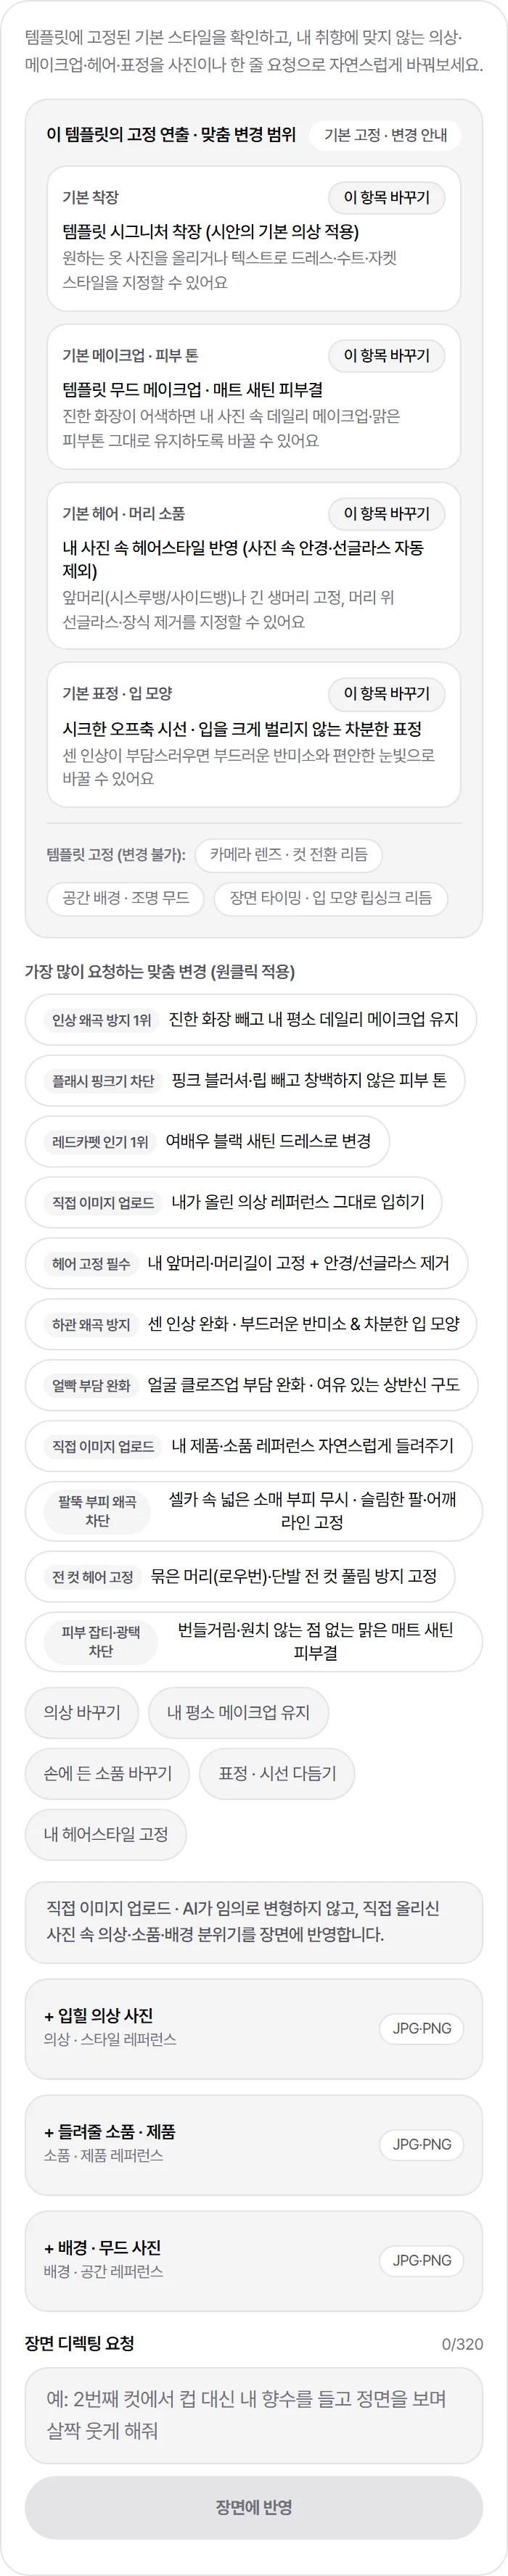 템플릿에 고정된 기본 스타일을 확인하고, 내 취향에 맞지 않는 의상·
메이크업·헤어·표정을 사진이나 한 줄 요청으로 자연스럽게 바꿔보세요.
이 템플릿의 고정 연출 · 맞춤 변경 범위
기본 고정 · 변경 안내
기본 착장
이 항목 바꾸기
템플릿 시그니처 착장 (시안의 기본 의상 적용)
원하는 옷 사진을 올리거나 텍스트로 드레스·수트·자켓
스타일을 지정할 수 있어요
기본 메이크업 · 피부 톤
이 항목 바꾸기
템플릿 무드 메이크업 · 매트 새틴 피부결
진한 화장이 어색하면 내 사진 속 데일리 메이크업·맑은
피부톤 그대로 유지하도록 바꿀 수 있어요
기본 헤어 · 머리 소품
이 항목 바꾸기
내 사진 속 헤어스타일 반영 (사진 속 안경·선글라스 자동
제외)
앞머리(시스루뱅/사이드뱅)나 긴 생머리 고정, 머리 위
선글라스·장식 제거를 지정할 수 있어요
기본 표정 · 입 모양
이 항목 바꾸기
시크한 오프축 시선 · 입을 크게 벌리지 않는 차분한 표정
센 인상이 부담스러우면 부드러운 반미소와 편안한 눈빛으로
바꿀 수 있어요
템플릿 고정 (변경 불가):
카메라 렌즈 · 컷 전환 리듬
공간 배경 · 조명 무드
장면 타이밍 · 입 모양 립싱크 리듬
가장 많이 요청하는 맞춤 변경 (원클릭 적용)
인상 왜곡 방지 1위
진한 화장 빼고 내 평소 데일리 메이크업 유지
플래시 핑크기 차단
핑크 블러셔·립 빼고 창백하지 않은 피부 톤
레드카펫 인기 1위
여배우 블랙 새틴 드레스로 변경
직접 이미지 업로드
내가 올린 의상 레퍼런스 그대로 입히기
헤어 고정 필수
내 앞머리·머리길이 고정 + 안경/선글라스 제거
하관 왜곡 방지
센 인상 완화 · 부드러운 반미소 & 차분한 입 모양
얼빡 부담 완화
얼굴 클로즈업 부담 완화 · 여유 있는 상반신 구도
직접 이미지 업로드
내 제품·소품 레퍼런스 자연스럽게 들려주기
팔뚝 부피 왜곡
차단
셀카 속 넓은 소매 부피 무시 · 슬림한 팔·어깨
라인 고정
전 컷 헤어 고정
묶은 머리(로우번)·단발 전 컷 풀림 방지 고정
피부 잡티·광택
차단
번들거림·원치 않는 점 없는 맑은 매트 새틴
피부결
의상 바꾸기
내 평소 메이크업 유지
손에 든 소품 바꾸기
표정 · 시선 다듬기
내 헤어스타일 고정
직접 이미지 업로드 · AI가 임의로 변형하지 않고, 직접 올리신
사진 속 의상·소품·배경 분위기를 장면에 반영합니다.
+ 입힐 의상 사진
의상 · 스타일 레퍼런스
JPG·PNG
+ 들려줄 소품 · 제품
소품 · 제품 레퍼런스
JPG·PNG
+ 배경 · 무드 사진
배경 · 공간 레퍼런스
JPG·PNG
장면 디렉팅 요청
0/320
예: 2번째 컷에서 컵 대신 내 향수를 들고 정면을 보며
살짝 웃게 해줘
장면에 반영